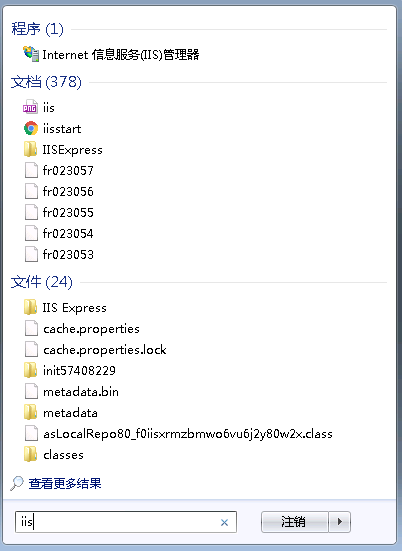 程序 (1)
Internet 信息服务(IIS)管理器
文档 (378)
iis
iisstart
IISExpress
fr023057
fr023056
fr023055
fr023054
fr023053
文件 (24)
IIS Express
cache.properties
cache.properties.lock
init57408229
metadata.bin
metadata
asLocalRepo80_f0iisxrmzbmwo6vu6j2y80w2x.class
classes
查看更多结果
iis
注销